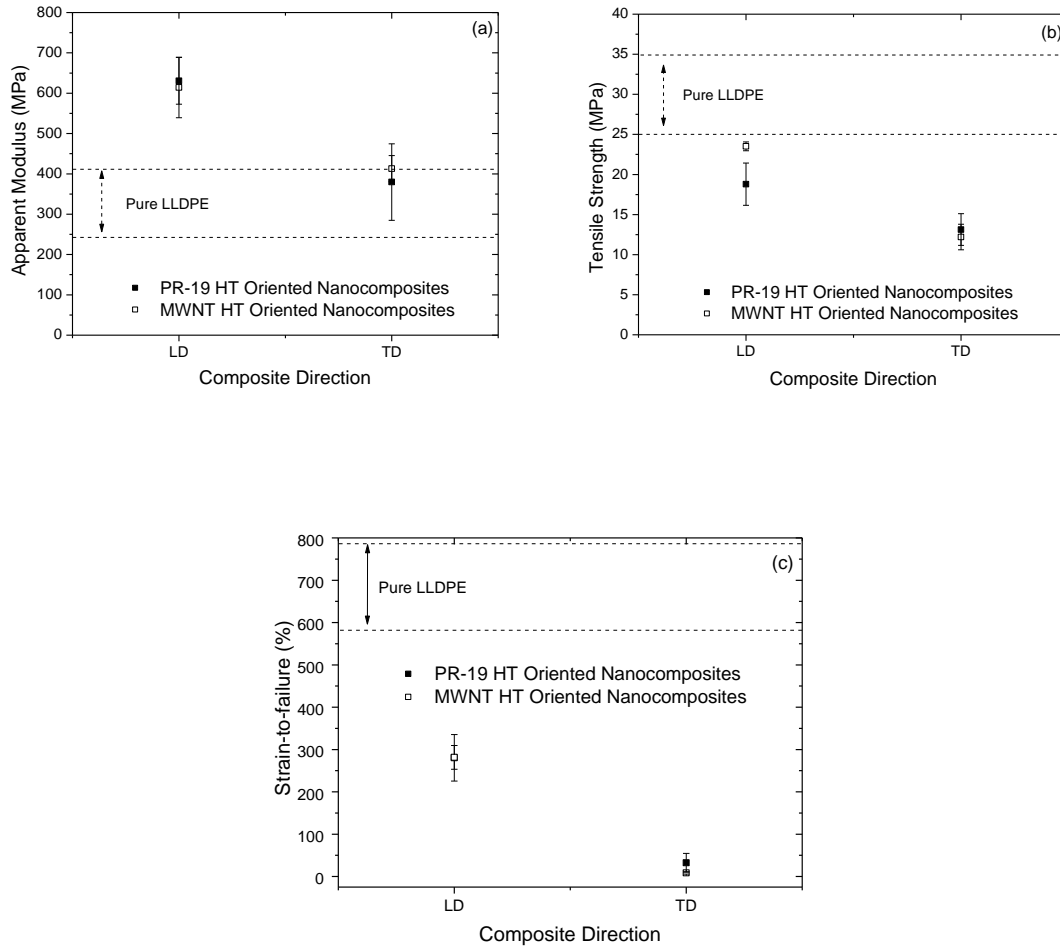 (a)
800
700
600
500
400
300
200
100
0
Apparent Modulus (MPa)
Pure LLDPE
PR-19 HT Oriented Nanocomposites
MWNT HT Oriented Nanocomposites
LD
TD
Composite Direction
(b)
40
35
30
25
20
15
10
5
0
Tensile Strength (MPa)
Pure LLDPE
PR-19 HT Oriented Nanocomposites
MWNT HT Oriented Nanocomposites
LD
TD
Composite Direction
(c)
800
700
600
500
400
300
200
100
0
Strain-to-failure (%)
Pure LLDPE
PR-19 HT Oriented Nanocomposites
MWNT HT Oriented Nanocomposites
LD
TD
Composite Direction